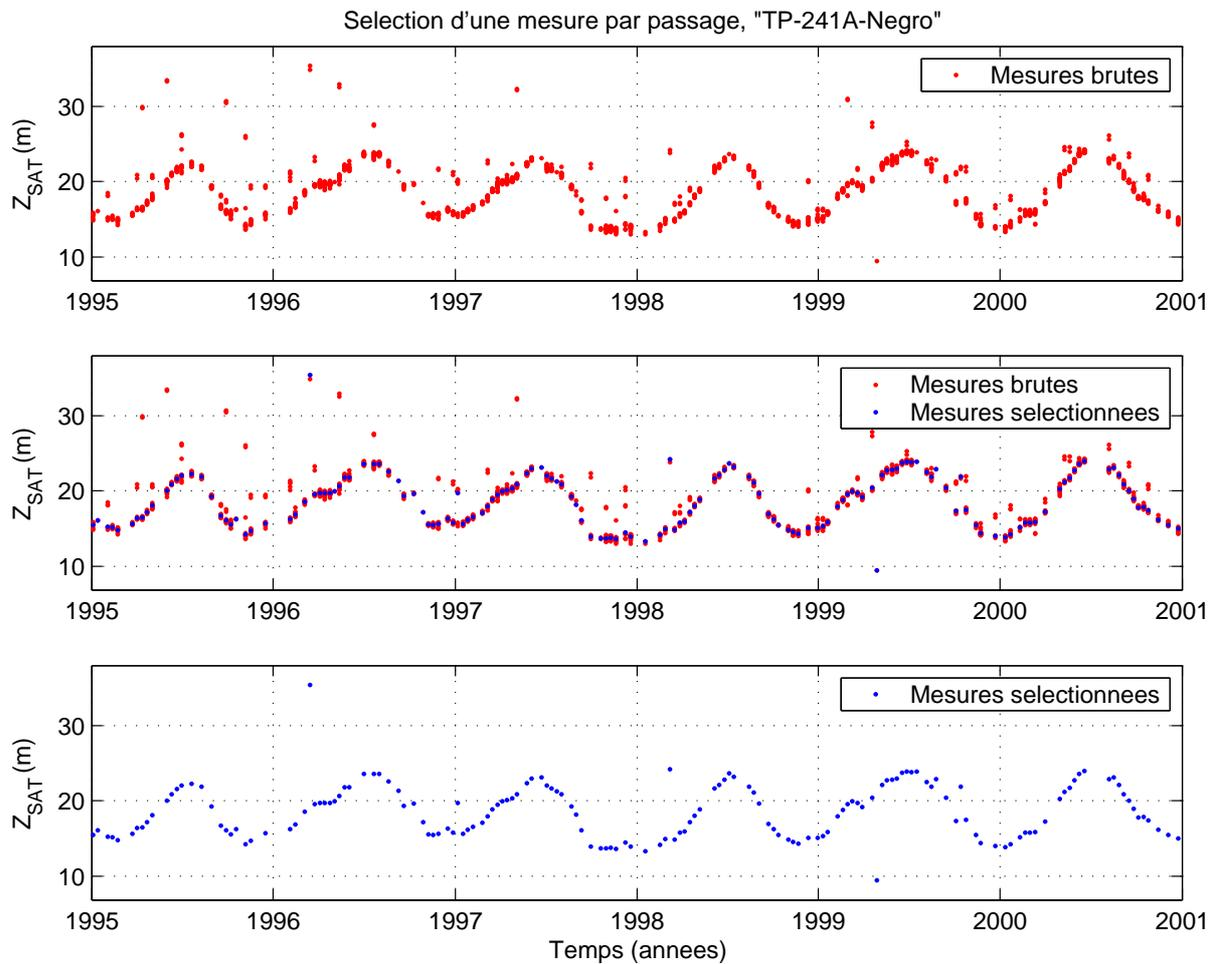 Selection d'une mesure par passage, "TP-241A-Negro"
Mesures brutes
Z_SAT (m)
30
20
10
1995 1996 1997 1998 1999 2000 2001
Mesures brutes
Mesures selectionnees
Z_SAT (m)
30
20
10
1995 1996 1997 1998 1999 2000 2001
Mesures selectionnees
Z_SAT (m)
30
20
10
1995 1996 1997 1998 1999 2000 2001
Temps (annees)